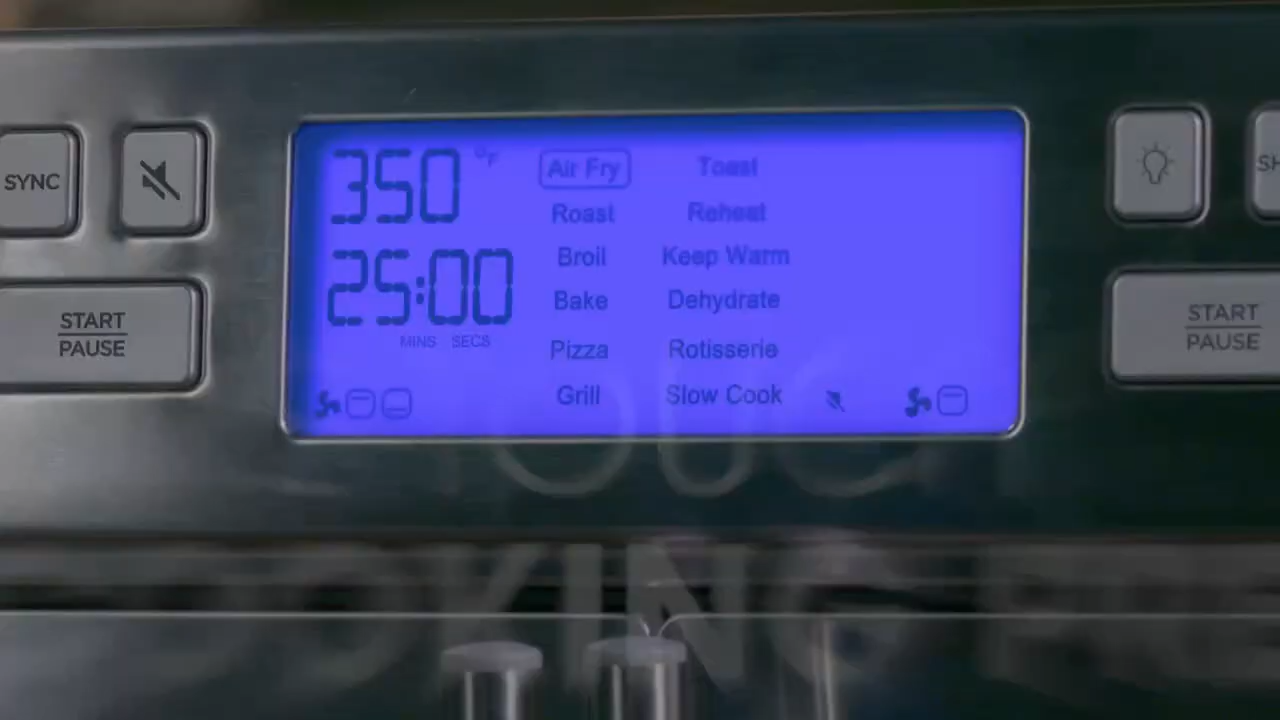 SYNC
START
PAUSE
350 °F
25:00
MINS SECS
Air Fry
Roast
Broil
Bake
Pizza
Grill
Toast
Reheat
Keep Warm
Dehydrate
Rotisserie
Slow Cook
START
PAUSE